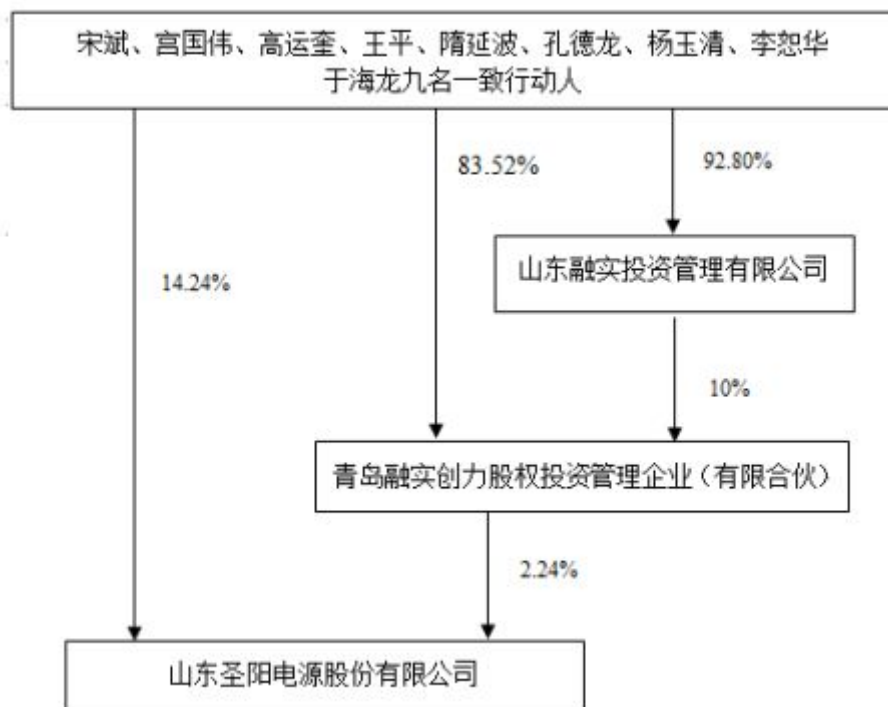 宋斌、宫国伟、高运奎、王平、隋延波、孔德龙、杨玉清、李恕华
于海龙九名一致行动人
83.52%
92.80%
山东融实投资管理有限公司
14.24%
10%
青岛融实创力股权投资管理企业（有限合伙）
2.24%
山东圣阳电源股份有限公司